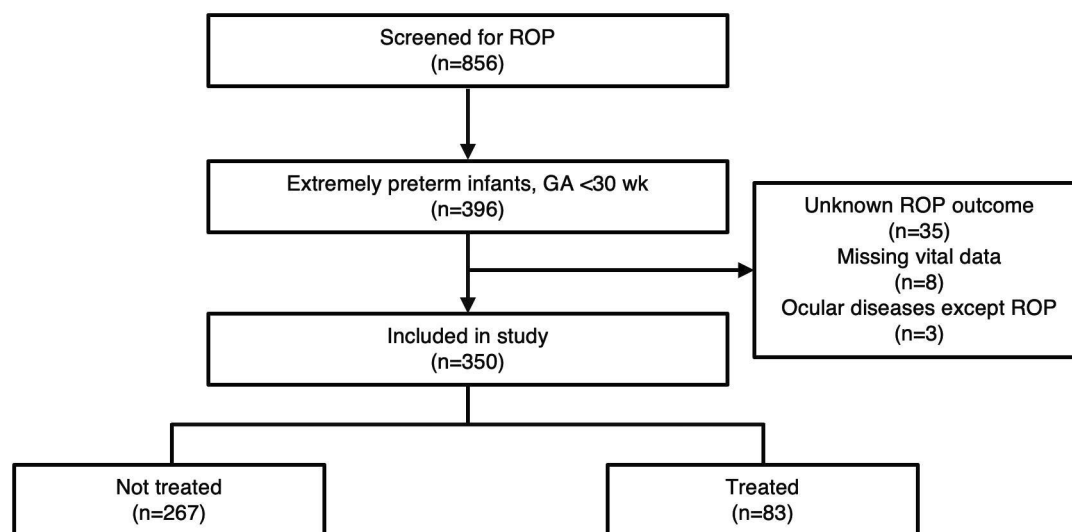 Screened for ROP
(n=856)
Extremely preterm infants, GA <30 wk
(n=396)
Unknown ROP outcome
(n=35)
Missing vital data
(n=8)
Ocular diseases except ROP
(n=3)
Included in study
(n=350)
Not treated
(n=267)
Treated
(n=83)